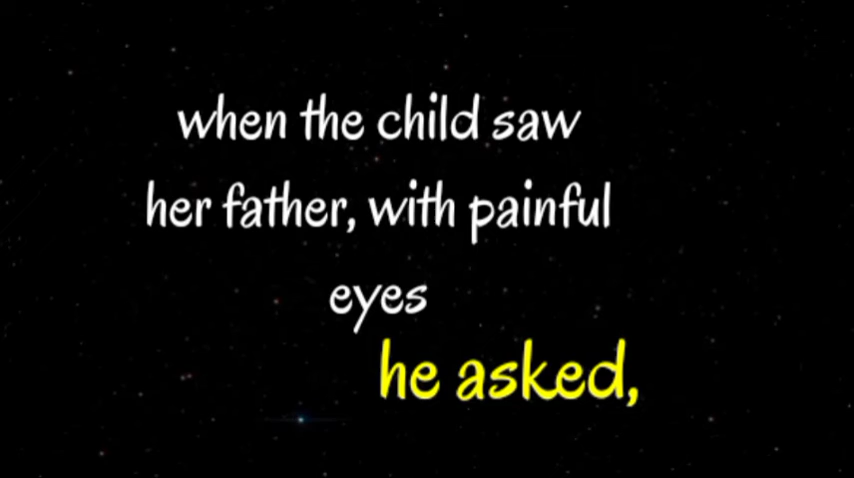 when the child saw
her father, with painful
eyes
he asked,